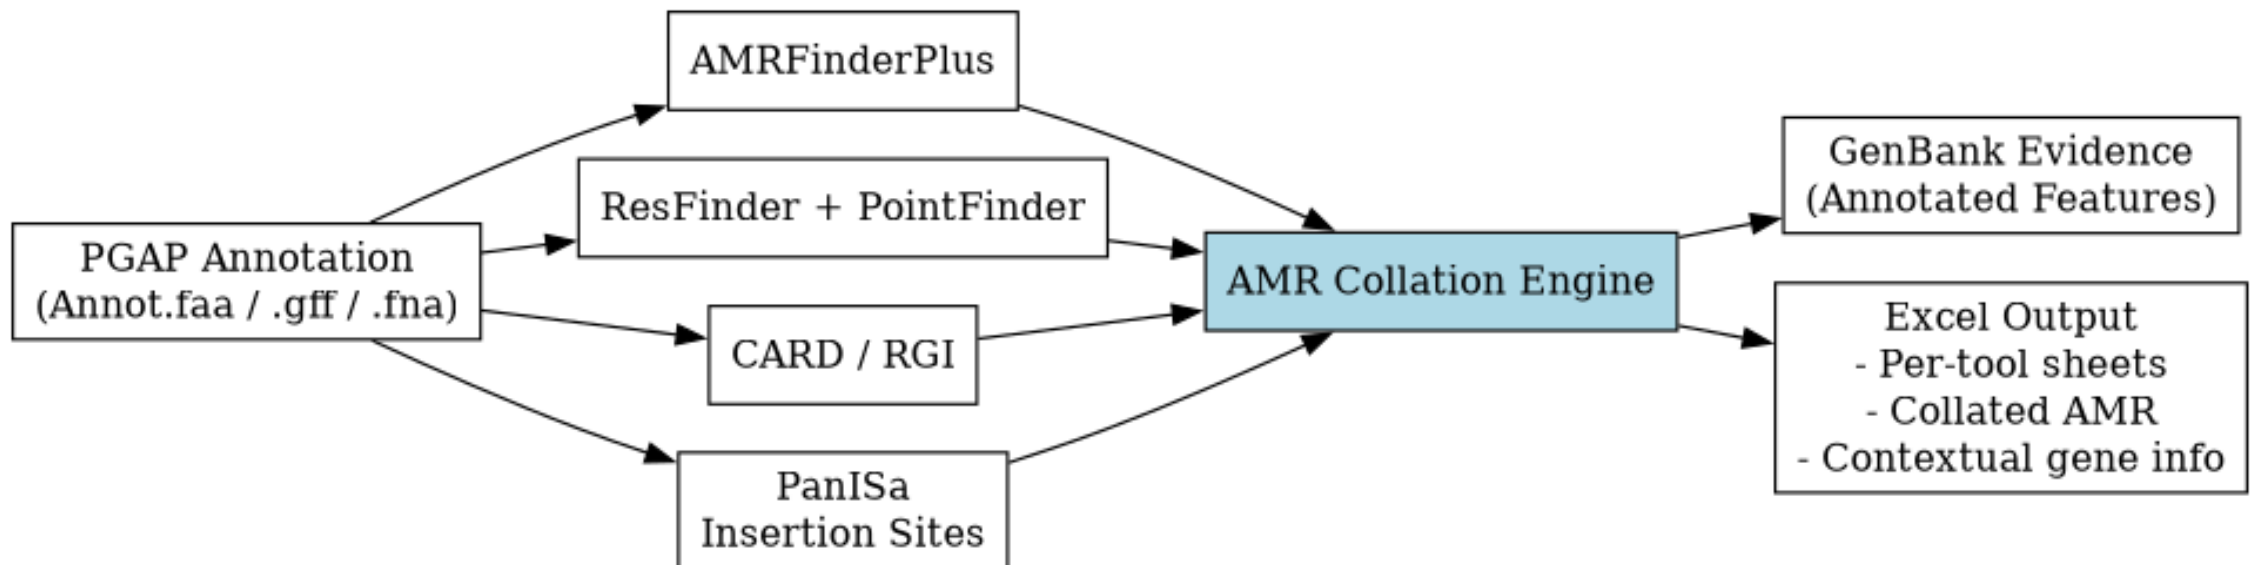 AMRFinderPlus
ResFinder + PointFinder
PGAP Annotation
(Annot.faa / .gff / .fna)
CARD / RGI
PanISa
Insertion Sites
AMR Collation Engine
GenBank Evidence
(Annotated Features)
Excel Output
- Per-tool sheets
- Collated AMR
- Contextual gene info